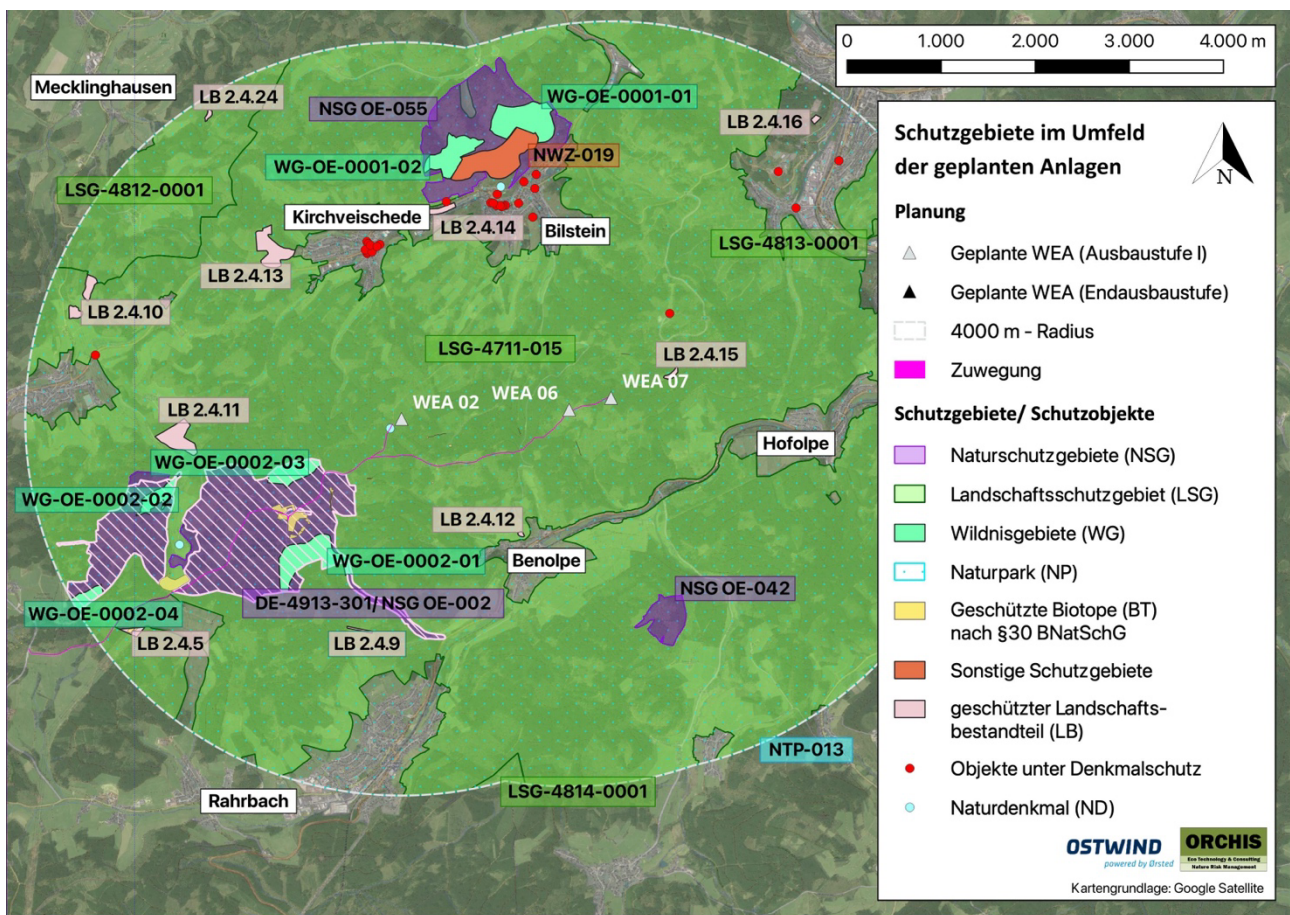 0 1.000 2.000 3.000 4.000 m
Mecklinghausen
LB 2.4.24
NSG OE-055
WG-OE-0001-01
LB 2.4.16
WG-OE-0001-02
NWZ-019
LSG-4812-0001
Kirchveischede
LB 2.4.14
Bilstein
LSG-4813-0001
LB 2.4.13
LB 2.4.10
LSG-4711-015
LB 2.4.15
WEA 02
WEA 06
WEA 07
LB 2.4.11
Hofolpe
WG-OE-0002-03
WG-OE-0002-02
LB 2.4.12
WG-OE-0002-01
Benolpe
NSG OE-042
WG-OE-0002-04
DE-4913-301/ NSG OE-002
LB 2.4.5
LB 2.4.9
NTP-013
Rahrbach
LSG-4814-0001
Schutzgebiete im Umfeld
der geplanten Anlagen
N
Planung
Geplante WEA (Ausbaustufe I)
Geplante WEA (Endausbaustufe)
4000 m - Radius
Zuwegung
Schutzgebiete/ Schutzobjekte
Naturschutzgebiete (NSG)
Landschaftsschutzgebiet (LSG)
Wildnisgebiete (WG)
Naturpark (NP)
Geschützte Biotope (BT)
nach §30 BNatSchG
Sonstige Schutzgebiete
geschützter Landschafts-
bestandteil (LB)
Objekte unter Denkmalschutz
Naturdenkmal (ND)
OSTWIND
powered by Ørsted
ORCHIS
Eco Technology & Consulting
Nature Risk Management
Kartengrundlage: Google Satellite